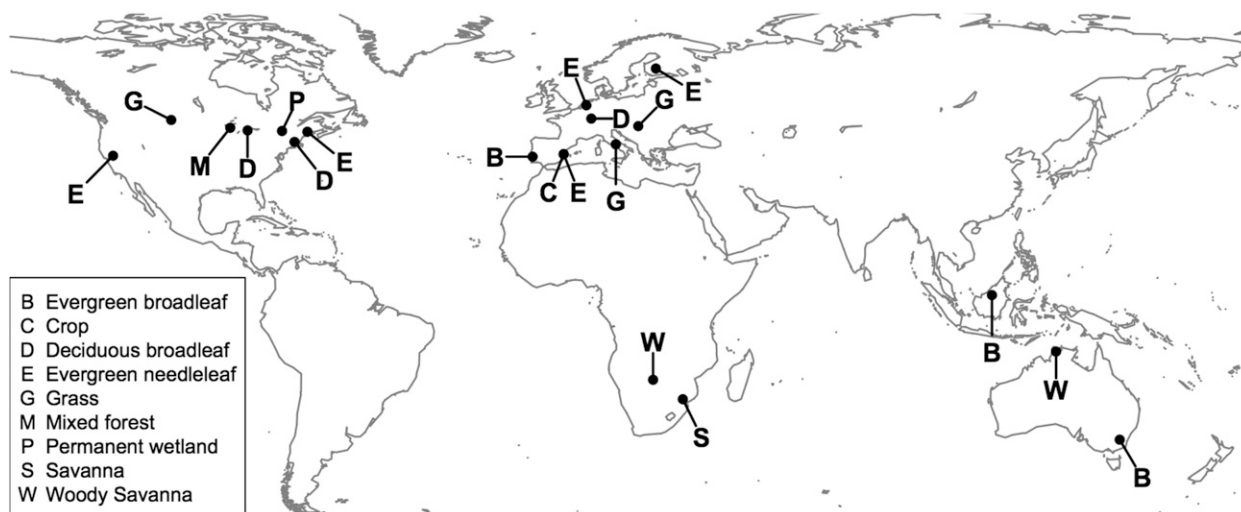 E
E
G
P
G
D
M
D
E
D
B
E
C
E
G
W
B
W
S
B
B Evergreen broadleaf
C Crop
D Deciduous broadleaf
E Evergreen needleleaf
G Grass
M Mixed forest
P Permanent wetland
S Savanna
W Woody Savanna